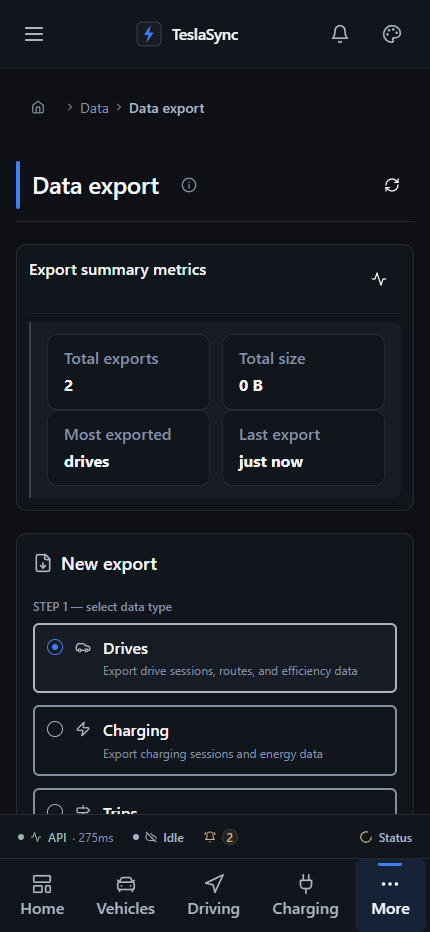 TeslaSync
Data
Data export
Data export
Export summary metrics
Total exports
2
Total size
0 B
Most exported
drives
Last export
just now
New export
STEP 1 — select data type
Drives
Export drive sessions, routes, and efficiency data
Charging
Export charging sessions and energy data
Trips
API · 275ms
Idle
2
Status
Home
Vehicles
Driving
Charging
More